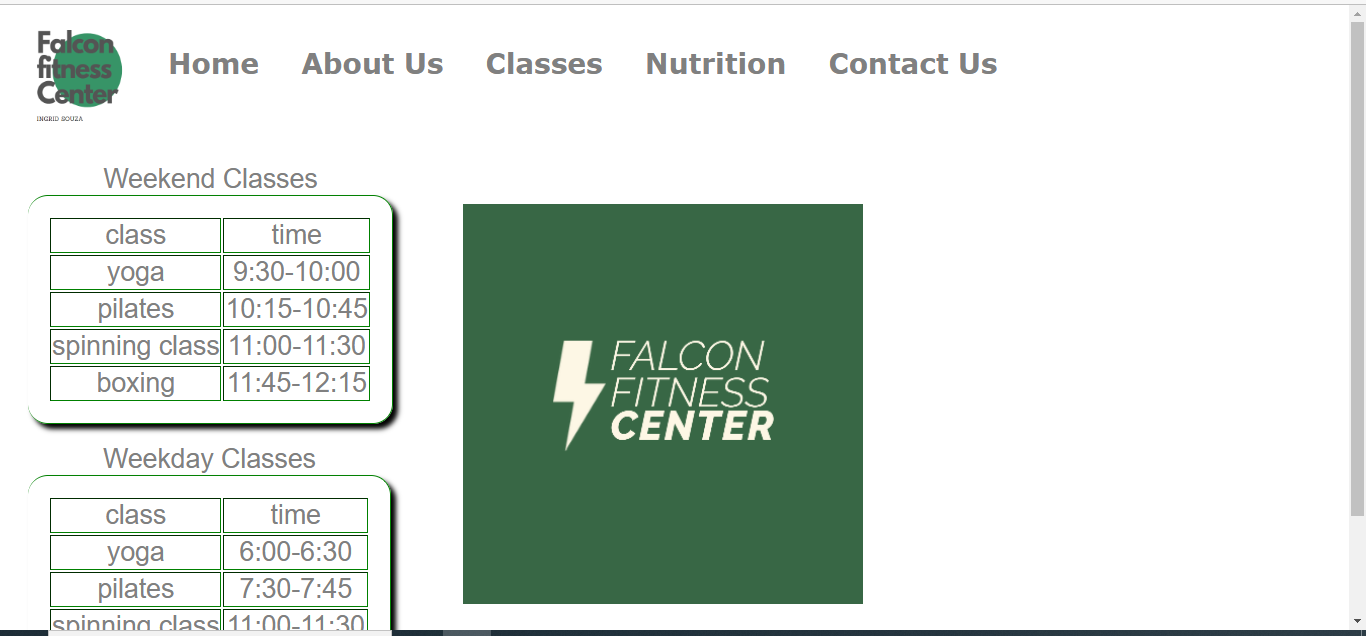 Falcon
fitness
Center
INGRID SOUZA
Home About Us Classes Nutrition Contact Us
Weekend Classes
class time
yoga 9:30-10:00
pilates 10:15-10:45
spinning class 11:00-11:30
boxing 11:45-12:15
FALCON
FITNESS
CENTER
Weekday Classes
class time
yoga 6:00-6:30
pilates 7:30-7:45
spinning class 11:00-11:30